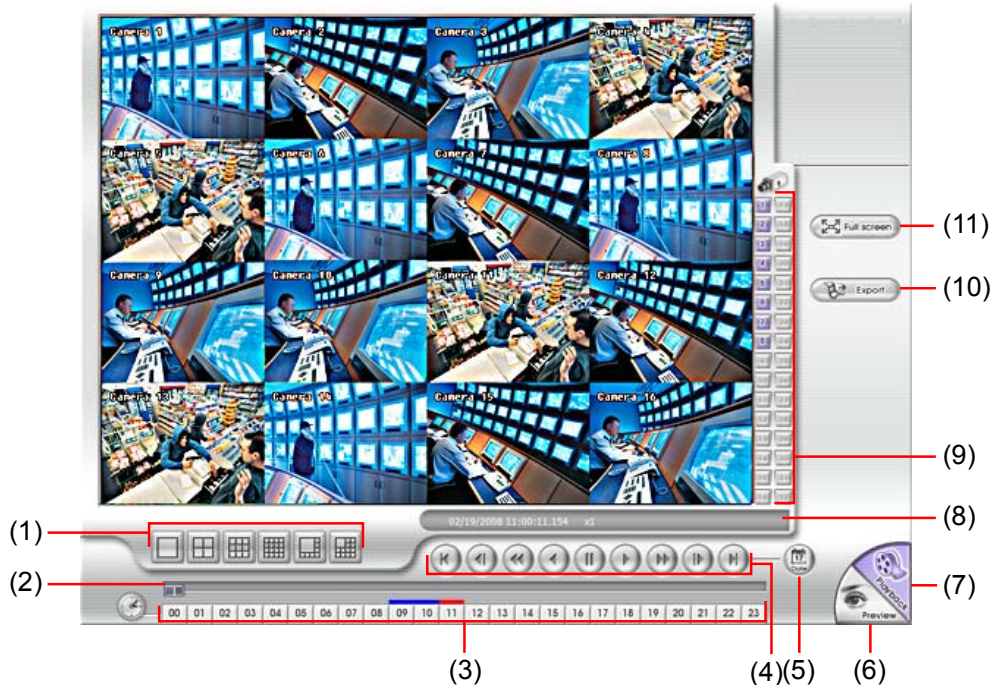 Camera 1
Camera 2
Camera 3
Camera 4
Camera 5
Camera 6
Camera 7
Camera 8
(11)
Full screen
(10)
Export
Camera 9
Camera 10
Camera 11
Camera 12
Camera 13
Camera 14
Camera 15
Camera 16
(9)
(1)
02/19/2008 11:00:11.154 x1
(8)
(2)
17
Date
Playback
(7)
00 01 02 03 04 05 06 07 08 09 10 11 12 13 14 15 16 17 18 19 20 21 22 23
Preview
(3)
(4)
(5)
(6)